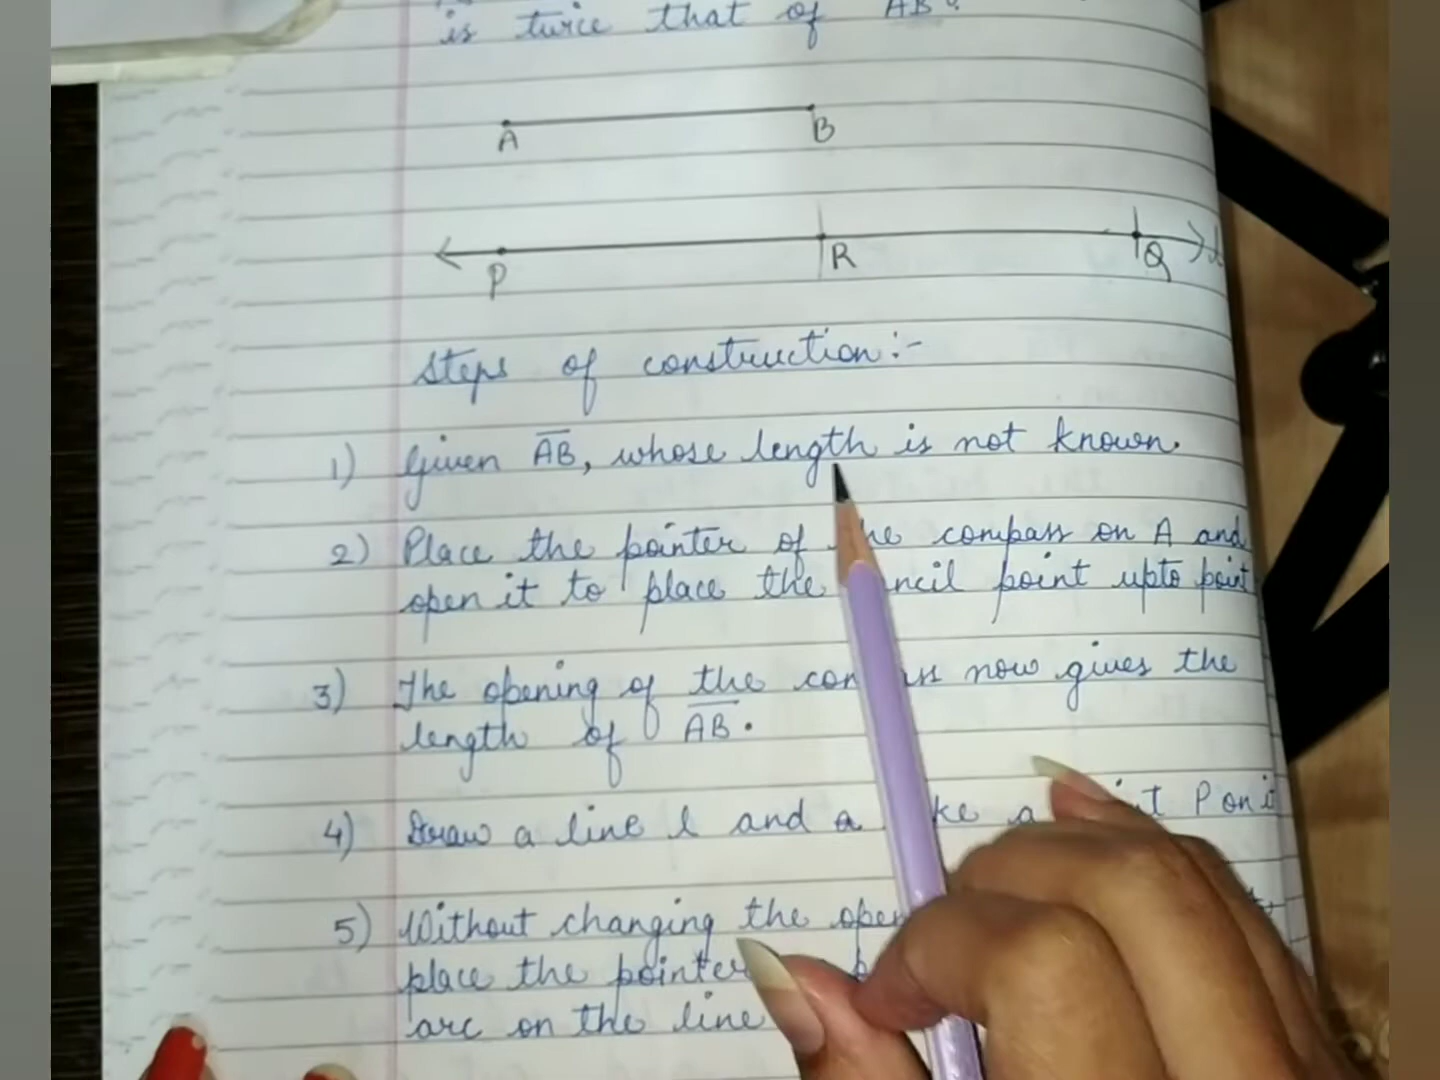 is twice that of AB.
A B
P R Q l
Steps of construction:-
1) Given AB, whose length is not known.
2) Place the pointer of the compass on A and
open it to place the pencil point upto point
3) The opening of the compass now gives the
length of AB.
4) Draw a line l and a P on it
5) Without changing the
place the pointer
arc on the line